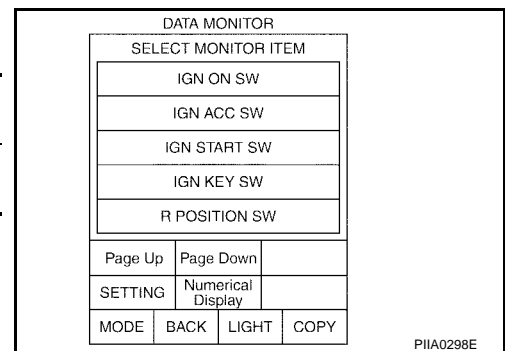 DATA MONITOR
SELECT MONITOR ITEM
IGN ON SW
IGN ACC SW
IGN START SW
IGN KEY SW
R POSITION SW
Page Up Page Down
SETTING Numerical Display
MODE BACK LIGHT COPY
PIIA0298E